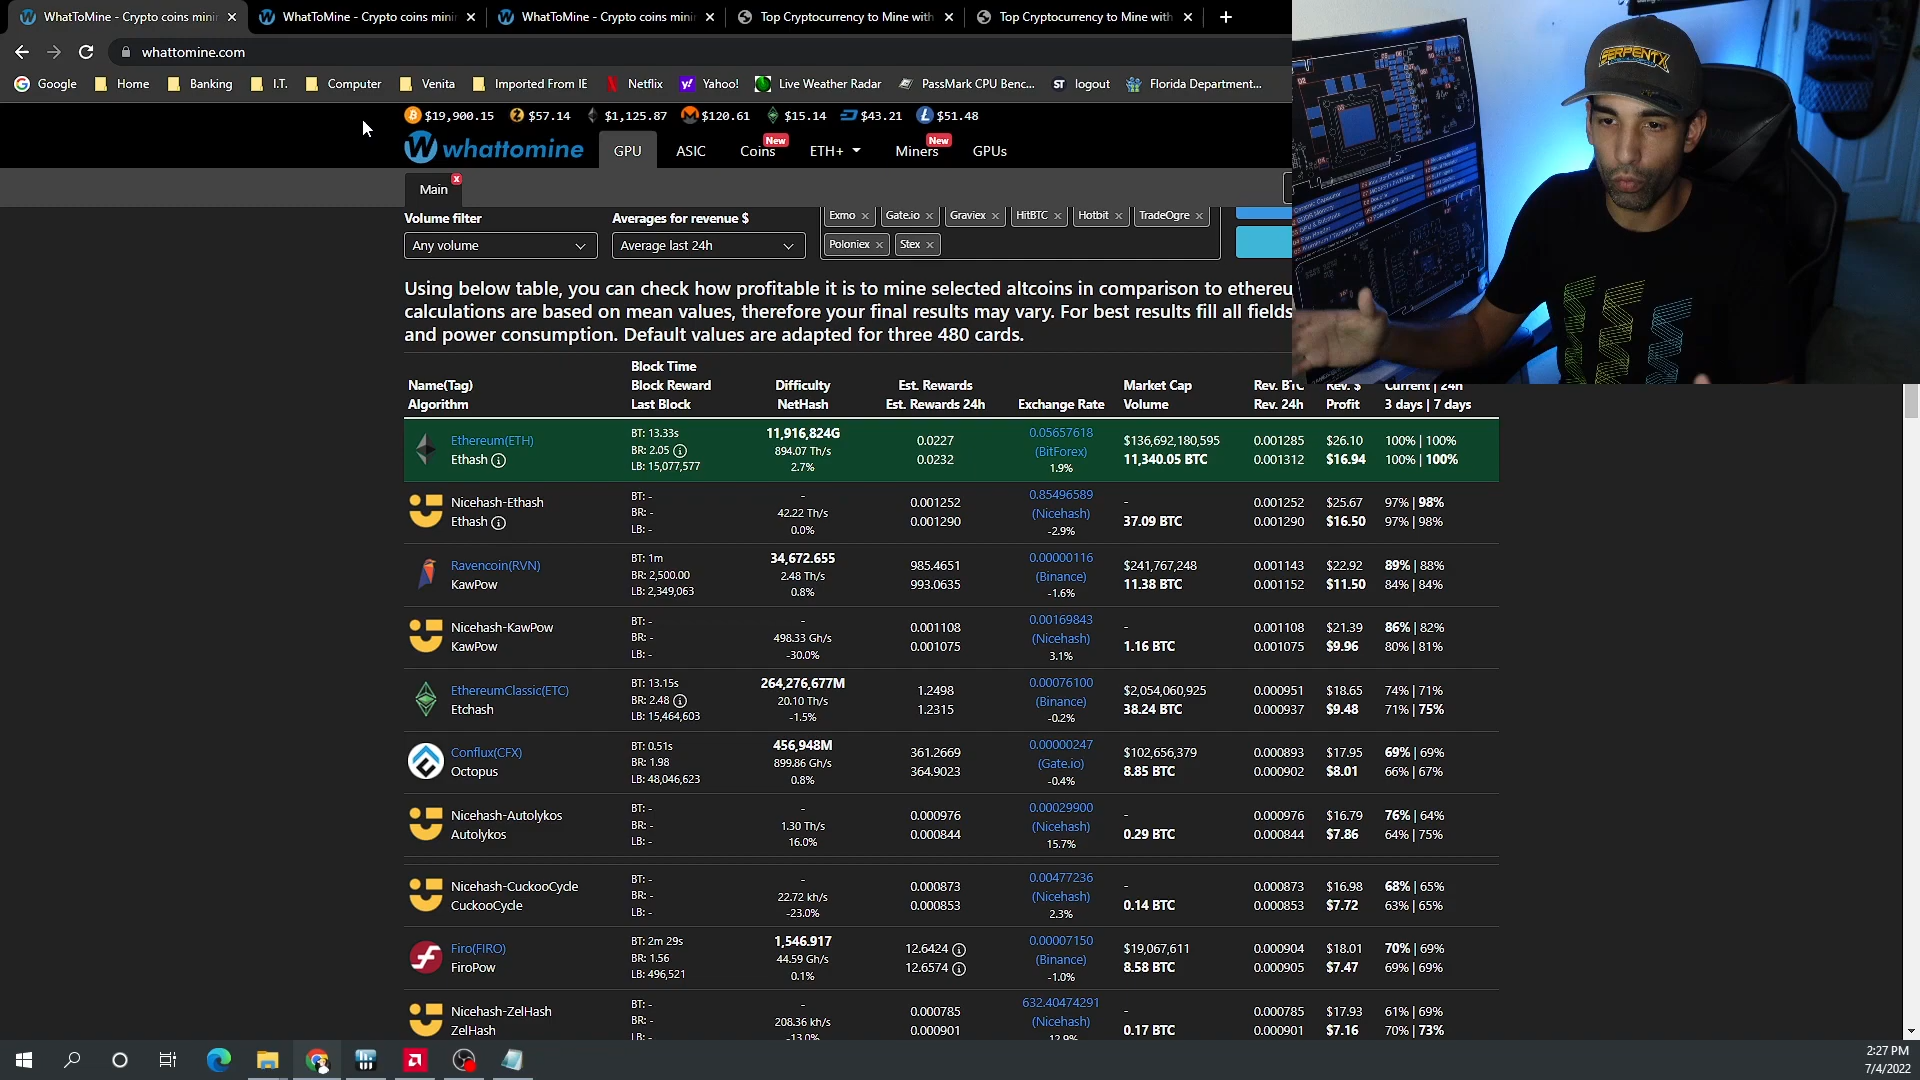 WhatToMine - Crypto coins mini
WhatToMine - Crypto coins mini
WhatToMine - Crypto coins mini
Top Cryptocurrency to Mine with
Top Cryptocurrency to Mine with
whattomine.com
Google Home Banking I.T. Computer Venita Imported From IE Netflix Yahoo! Live Weather Radar PassMark CPU Benc... ST logout Florida Department...
$19,900.15 $57.14 $1,125.87 $120.61 $15.14 $43.21 $51.48
whattomine GPU ASIC Coins New ETH+ Miners New GPUs
Main
Volume filter Averages for revenue $
Exmo Gate.io Graviex HitBTC Hotbit TradeOgre
Any volume Average last 24h
Poloniex Stex
Using below table, you can check how profitable it is to mine selected altcoins in comparison to ethereu
calculations are based on mean values, therefore your final results may vary. For best results fill all fields
and power consumption. Default values are adapted for three 480 cards.
Name(Tag)
Algorithm
Block Time
Block Reward
Last Block
Difficulty
NetHash
Est. Rewards
Est. Rewards 24h
Exchange Rate
Market Cap
Volume
Rev. BTC
Rev. 24h
Rev. $
Profit
Current | 24h
3 days | 7 days
Ethereum(ETH)
Ethash
BT: 13.33s
BR: 2.05
LB: 15,077,577
11,916,824G
894.07 Th/s
2.7%
0.0227
0.0232
0.05657618
(BitForex)
1.9%
$136,692,180,595
11,340.05 BTC
0.001285
0.001312
$26.10
$16.94
100% | 100%
100% | 100%
Nicehash-Ethash
Ethash
BT: -
BR: -
LB: -
-
42.22 Th/s
0.0%
0.001252
0.001290
0.85496589
(Nicehash)
-2.9%
-
37.09 BTC
0.001252
0.001290
$25.67
$16.50
97% | 98%
97% | 98%
Ravencoin(RVN)
KawPow
BT: 1m
BR: 2,500.00
LB: 2,349,063
34,672.655
2.48 Th/s
0.8%
985.4651
993.0635
0.00000116
(Binance)
-1.6%
$241,767,248
11.38 BTC
0.001143
0.001152
$22.92
$11.50
89% | 88%
84% | 84%
Nicehash-KawPow
KawPow
BT: -
BR: -
LB: -
-
498.33 Gh/s
-30.0%
0.001108
0.001075
0.00169843
(Nicehash)
3.1%
-
1.16 BTC
0.001108
0.001075
$21.39
$9.96
86% | 82%
80% | 81%
EthereumClassic(ETC)
Etchash
BT: 13.15s
BR: 2.48
LB: 15,464,603
264,276,677M
20.10 Th/s
-1.5%
1.2498
1.2315
0.00076100
(Binance)
-0.2%
$2,054,060,925
38.24 BTC
0.000951
0.000937
$18.65
$9.48
74% | 71%
71% | 75%
Conflux(CFX)
Octopus
BT: 0.51s
BR: 1.98
LB: 48,046,623
456,948M
899.86 Gh/s
0.8%
361.2669
364.9023
0.00000247
(Gate.io)
-0.4%
$102,656,379
8.85 BTC
0.000893
0.000902
$17.95
$8.01
69% | 69%
66% | 67%
Nicehash-Autolykos
Autolykos
BT: -
BR: -
LB: -
-
1.30 Th/s
16.0%
0.000976
0.000844
0.00029900
(Nicehash)
15.7%
-
0.29 BTC
0.000976
0.000844
$16.79
$7.86
76% | 64%
64% | 75%
Nicehash-CuckooCycle
CuckooCycle
BT: -
BR: -
LB: -
-
22.72 kh/s
-23.0%
0.000873
0.000853
0.00477236
(Nicehash)
2.3%
-
0.14 BTC
0.000873
0.000853
$16.98
$7.72
68% | 65%
63% | 65%
Firo(FIRO)
FiroPow
BT: 2m 29s
BR: 1.56
LB: 496,521
1,546.917
44.59 Gh/s
0.1%
12.6424
12.6574
0.00007150
(Binance)
-1.0%
$19,067,611
8.58 BTC
0.000904
0.000905
$18.01
$7.47
70% | 69%
69% | 69%
Nicehash-ZelHash
ZelHash
BT: -
BR: -
LB: -
-
208.36 kh/s
-13.0%
0.000785
0.000901
632.40474291
(Nicehash)
12.9%
-
0.17 BTC
0.000785
0.000901
$17.93
$7.16
61% | 69%
70% | 73%
SERPENTX
2:27 PM
7/4/2022